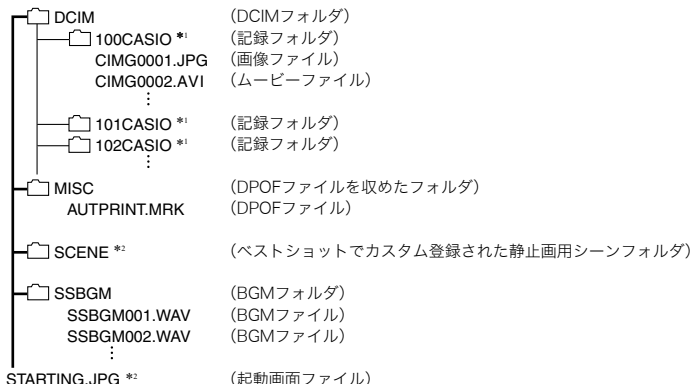 DCIM （DCIMフォルダ）
100CASIO *1 （記録フォルダ）
CIMG0001.JPG （画像ファイル）
CIMG0002.AVI （ムービーファイル）
⋮
101CASIO *1 （記録フォルダ）
102CASIO *1 （記録フォルダ）
⋮
MISC （DPOFファイルを収めたフォルダ）
AUTPRINT.MRK （DPOFファイル）
SCENE *2 （ベストショットでカスタム登録された静止画用シーンフォルダ）
SSBGM （BGMフォルダ）
SSBGM001.WAV （BGMファイル）
SSBGM002.WAV （BGMファイル）
⋮
STARTING.JPG *2 （起動画面ファイル）